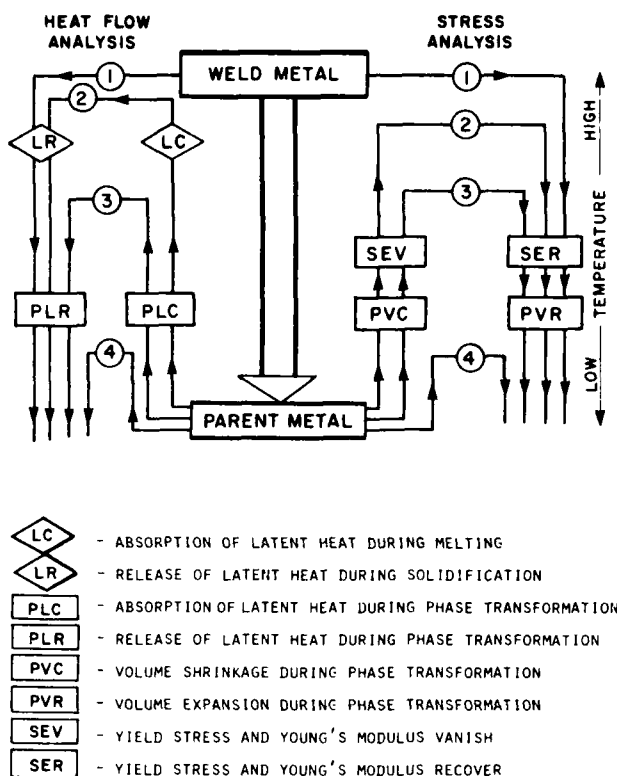 HEAT FLOW
ANALYSIS
STRESS
ANALYSIS
WELD METAL
1
1
2
2
LR
LC
3
3
SEV
SER
PLR
PLC
PVC
PVR
4
4
PARENT METAL
HIGH
TEMPERATURE
LOW
LC - ABSORPTION OF LATENT HEAT DURING MELTING
LR - RELEASE OF LATENT HEAT DURING SOLIDIFICATION
PLC - ABSORPTION OF LATENT HEAT DURING PHASE TRANSFORMATION
PLR - RELEASE OF LATENT HEAT DURING PHASE TRANSFORMATION
PVC - VOLUME SHRINKAGE DURING PHASE TRANSFORMATION
PVR - VOLUME EXPANSION DURING PHASE TRANSFORMATION
SEV - YIELD STRESS AND YOUNG'S MODULUS VANISH
SER - YIELD STRESS AND YOUNG'S MODULUS RECOVER